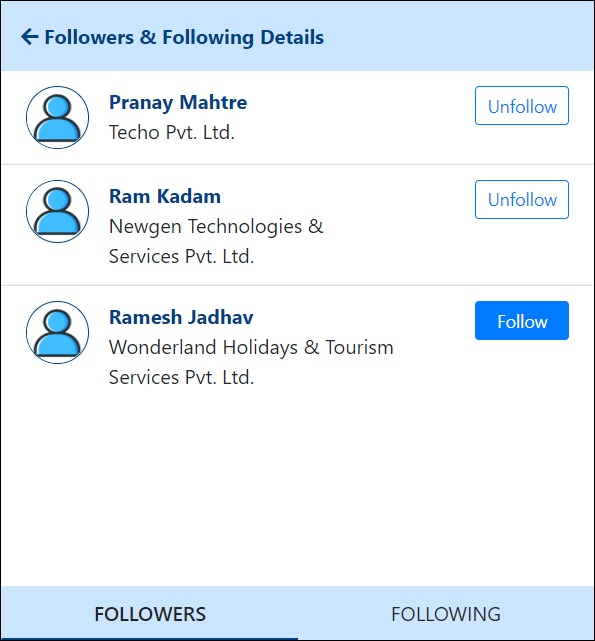 Followers & Following Details
Pranay Mahtre
Techo Pvt. Ltd.
Unfollow
Ram Kadam
Newgen Technologies &
Services Pvt. Ltd.
Unfollow
Ramesh Jadhav
Wonderland Holidays & Tourism
Services Pvt. Ltd.
Follow
FOLLOWERS
FOLLOWING